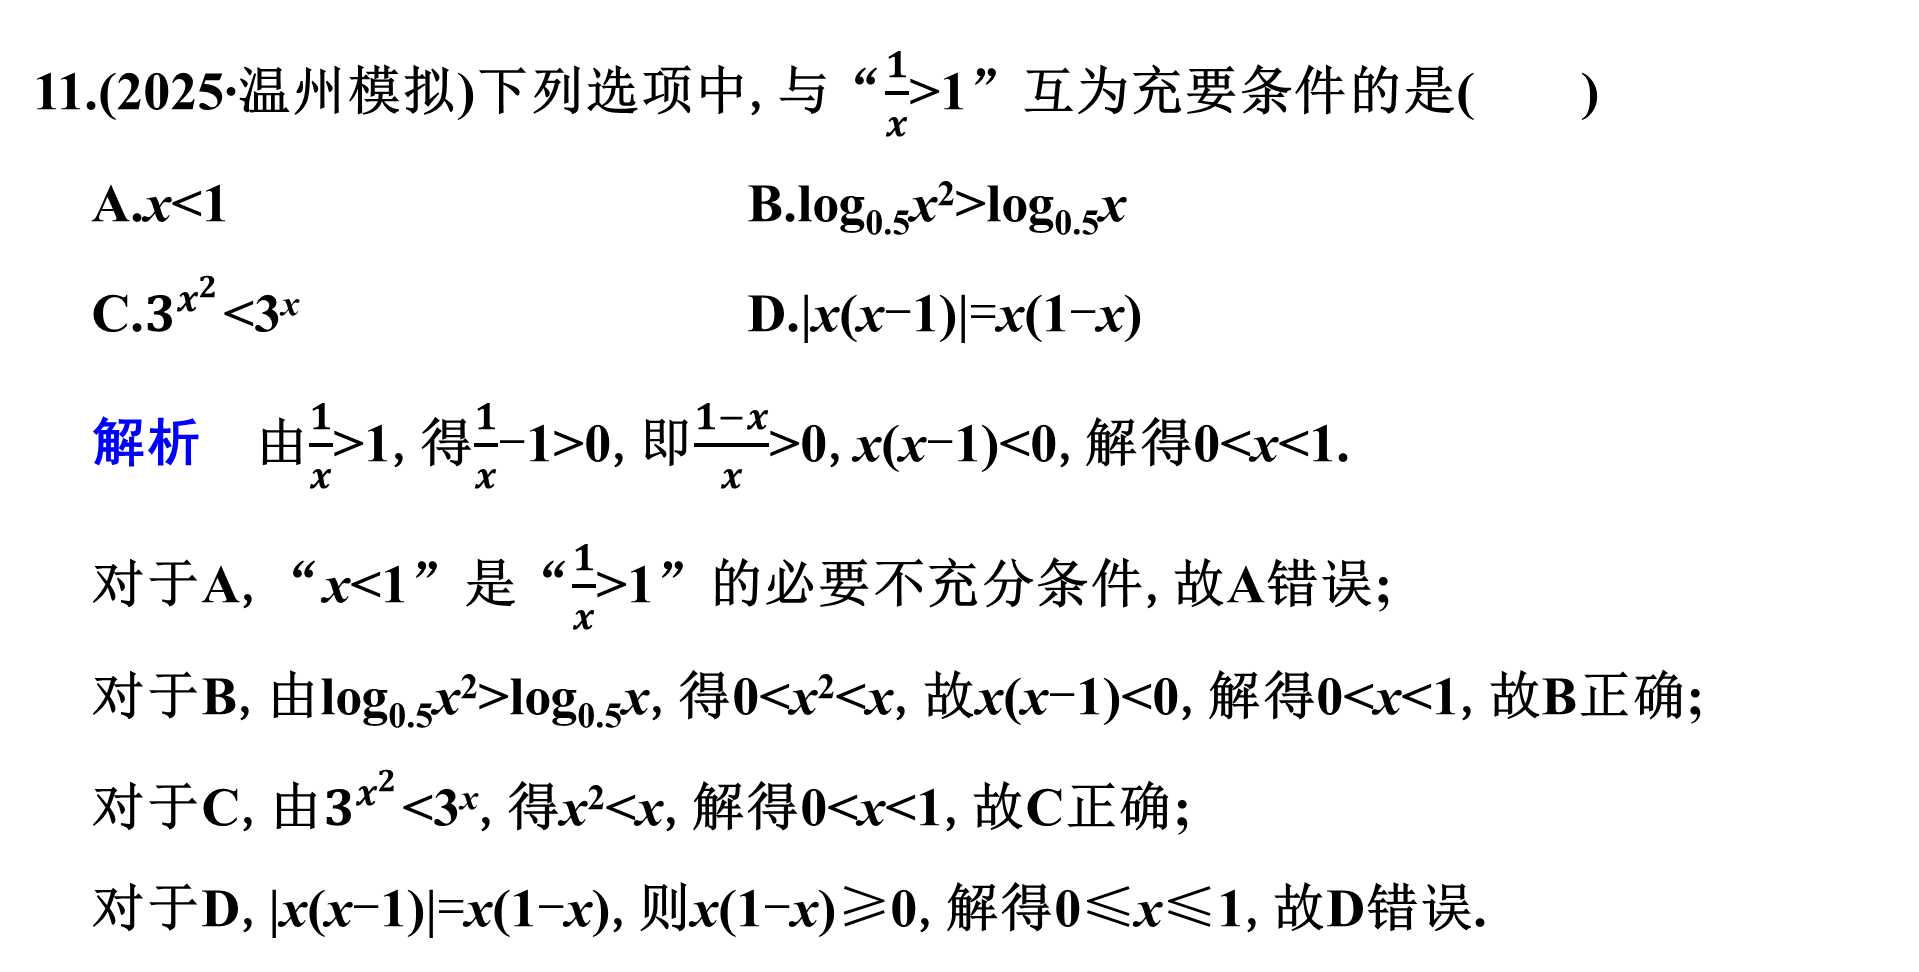 11.(2025·温州模拟)下列选项中,与“1/x>1”互为充要条件的是(  )
A.x<1 B.log₀.₅x²>log₀.₅x
C.3^(x²)<3ˣ D.|x(x−1)|=x(1−x)
解析 由1/x>1,得1/x−1>0,即(1−x)/x>0,x(x−1)<0,解得0<x<1.
对于A,“x<1”是“1/x>1”的必要不充分条件,故A错误;
对于B,由log₀.₅x²>log₀.₅x,得0<x²<x,故x(x−1)<0,解得0<x<1,故B正确;
对于C,由3^(x²)<3ˣ,得x²<x,解得0<x<1,故C正确;
对于D,|x(x−1)|=x(1−x),则x(1−x)⩾0,解得0⩽x⩽1,故D错误.